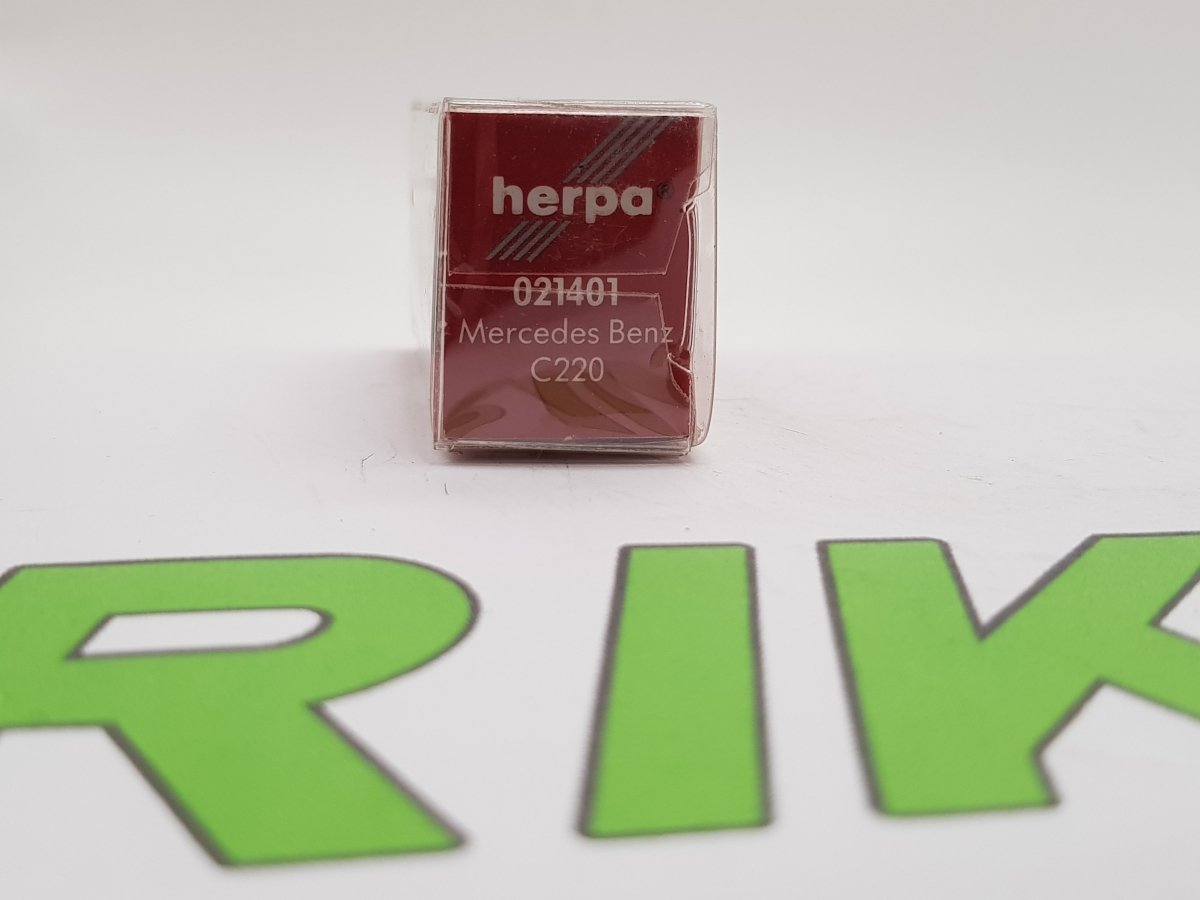 herpa®
021401
Mercedes Benz
C220
RIK